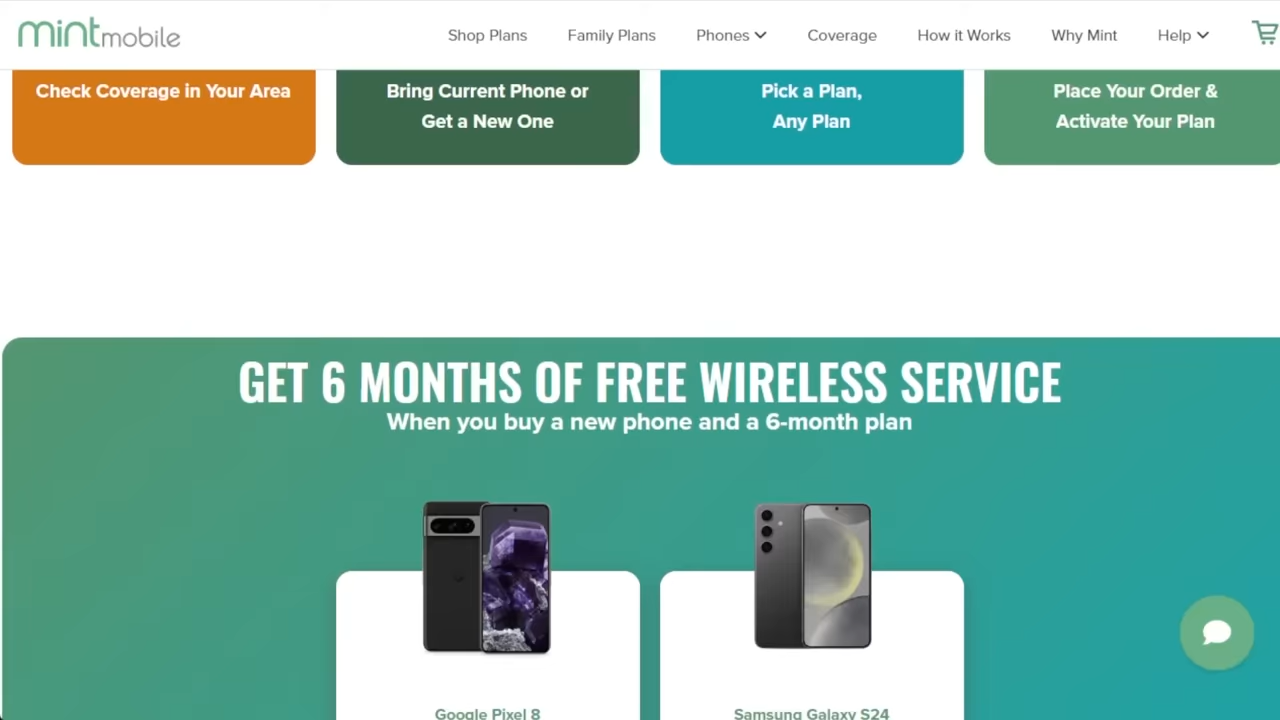 mintmobile
Shop Plans
Family Plans
Phones
Coverage
How it Works
Why Mint
Help
Check Coverage in Your Area
Bring Current Phone or
Get a New One
Pick a Plan,
Any Plan
Place Your Order &
Activate Your Plan
GET 6 MONTHS OF FREE WIRELESS SERVICE
When you buy a new phone and a 6-month plan
Google Pixel 8
Samsung Galaxy S24